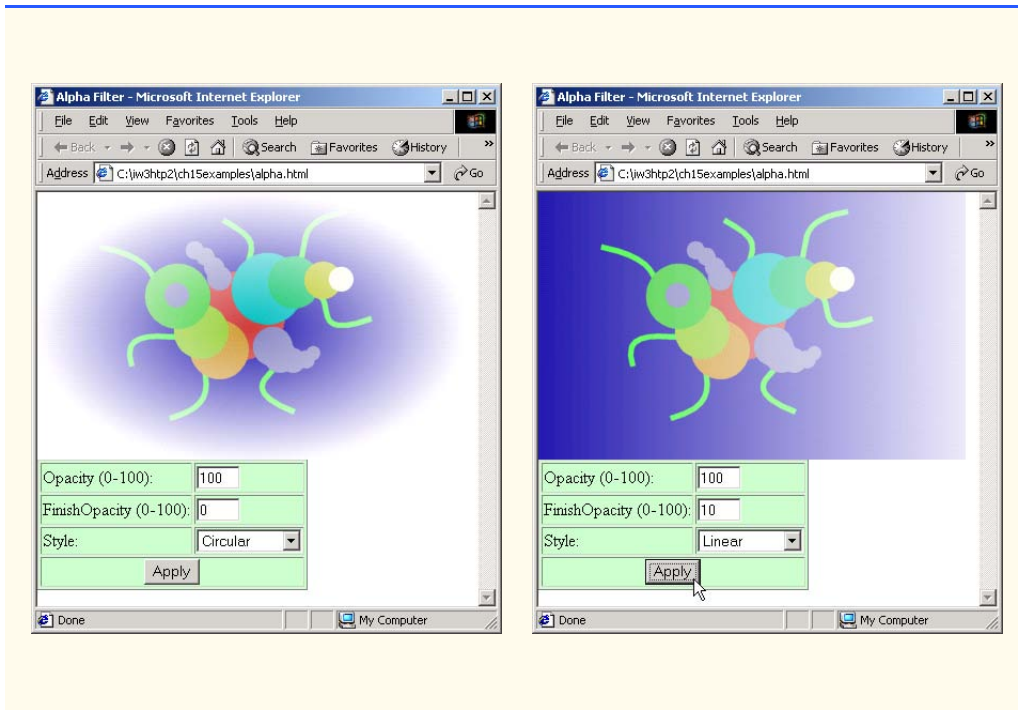 Alpha Filter - Microsoft Internet Explorer
File Edit View Favorites Tools Help
Back Search Favorites History »
Address C:\iw3htp2\ch15examples\alpha.html Go
Opacity (0-100): 100
FinishOpacity (0-100): 0
Style: Circular
Apply
Done My Computer
Alpha Filter - Microsoft Internet Explorer
File Edit View Favorites Tools Help
Back Search Favorites History »
Address C:\iw3htp2\ch15examples\alpha.html Go
Opacity (0-100): 100
FinishOpacity (0-100): 10
Style: Linear
Apply
Done My Computer